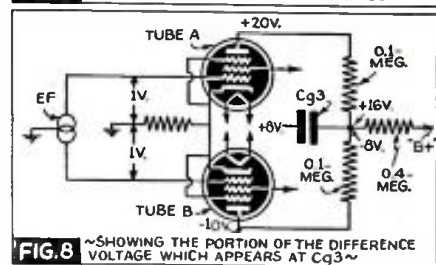 +20V.
TUBE A
0.1-
MEG.
Cg3
EF
1V.
+16V.
+8V
"B+"
1V.
-8V.
0.1-
MEG.
0.4-
MEG.
TUBE B
-10V.
FIG.8 ~SHOWING THE PORTION OF THE DIFFERENCE
VOLTAGE WHICH APPEARS AT Cg3~